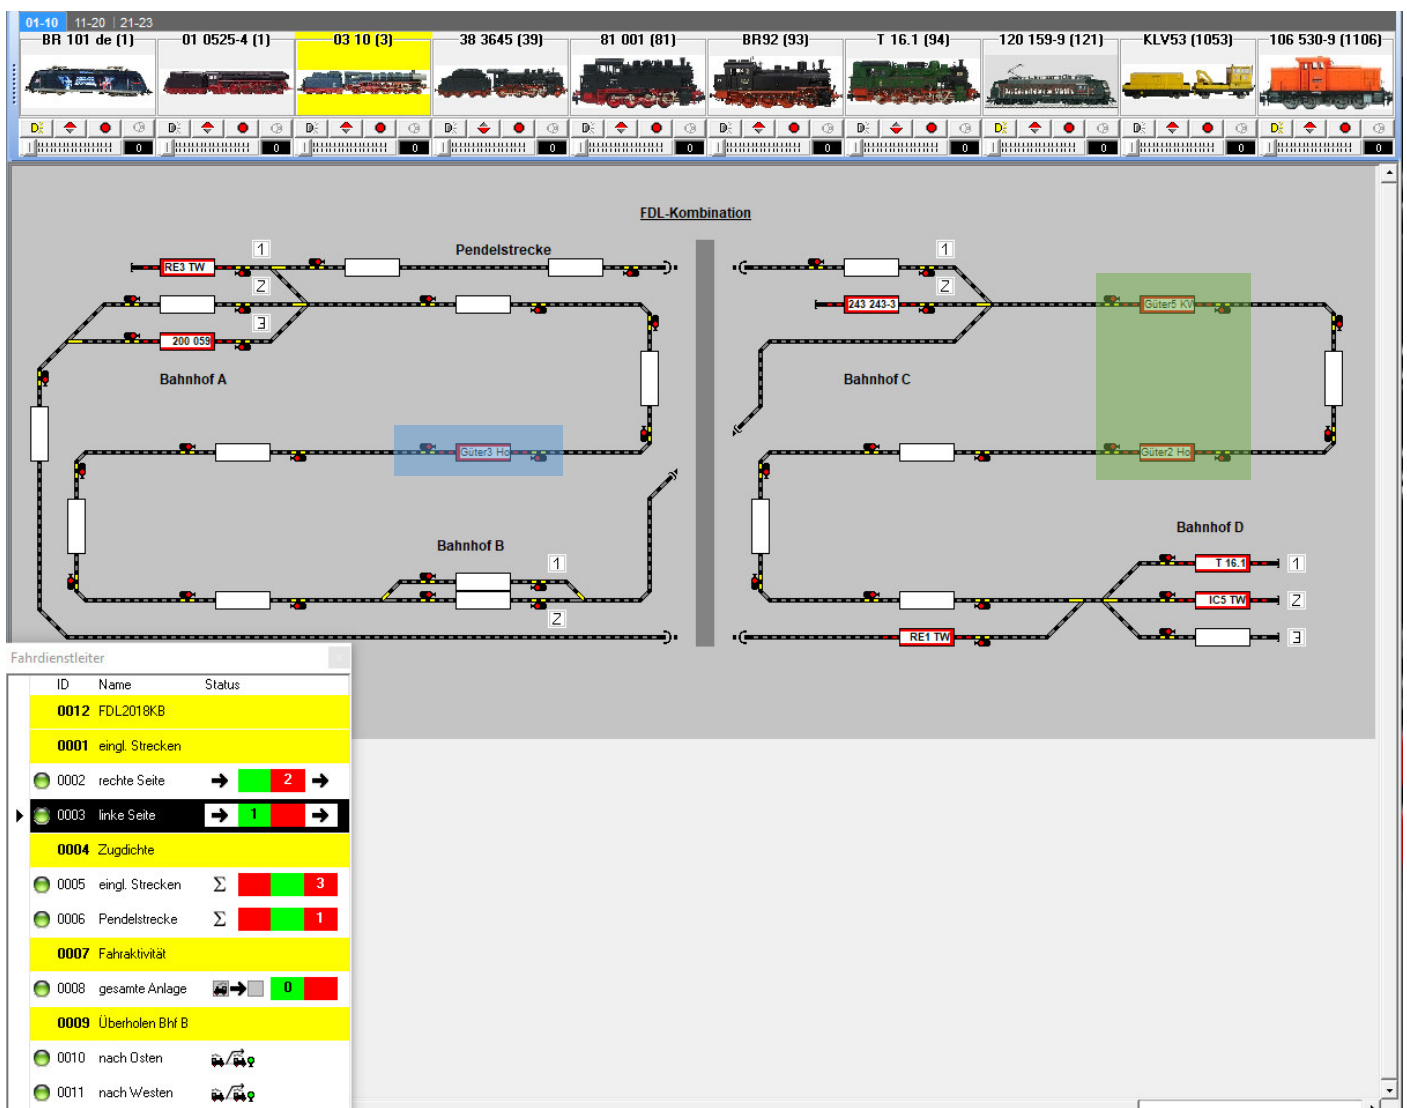 01-10 11-20 21-23
BR 101 de (1) 01 0525-4 (1) 03 10 (3) 38 3645 (39) 81 001 (81) BR92 (93) T 16.1 (94) 120 159-9 (121) KLV53 (1053) 106 530-9 (1106)
0 0 0 0 0 0 0 0 0 0
FDL-Kombination
1 Pendelstrecke 1
RE3 TW
2 2
243 243-3 Güter5 KW
3
200 059
Bahnhof A Bahnhof C
Güter3 Ho Güter2 Ho
Bahnhof D
Bahnhof B
1 T 16.1 1
IC5 TW 2
2
RE1 TW 3
Fahrdienstleiter
ID Name Status
0012 FDL2018KB
0001 eingl. Strecken
0002 rechte Seite 2
0003 linke Seite 1
0004 Zugdichte
0005 eingl. Strecken Σ 3
0006 Pendelstrecke Σ 1
0007 Fahraktivität
0008 gesamte Anlage 0
0009 Überholen Bhf B
0010 nach Osten
0011 nach Westen